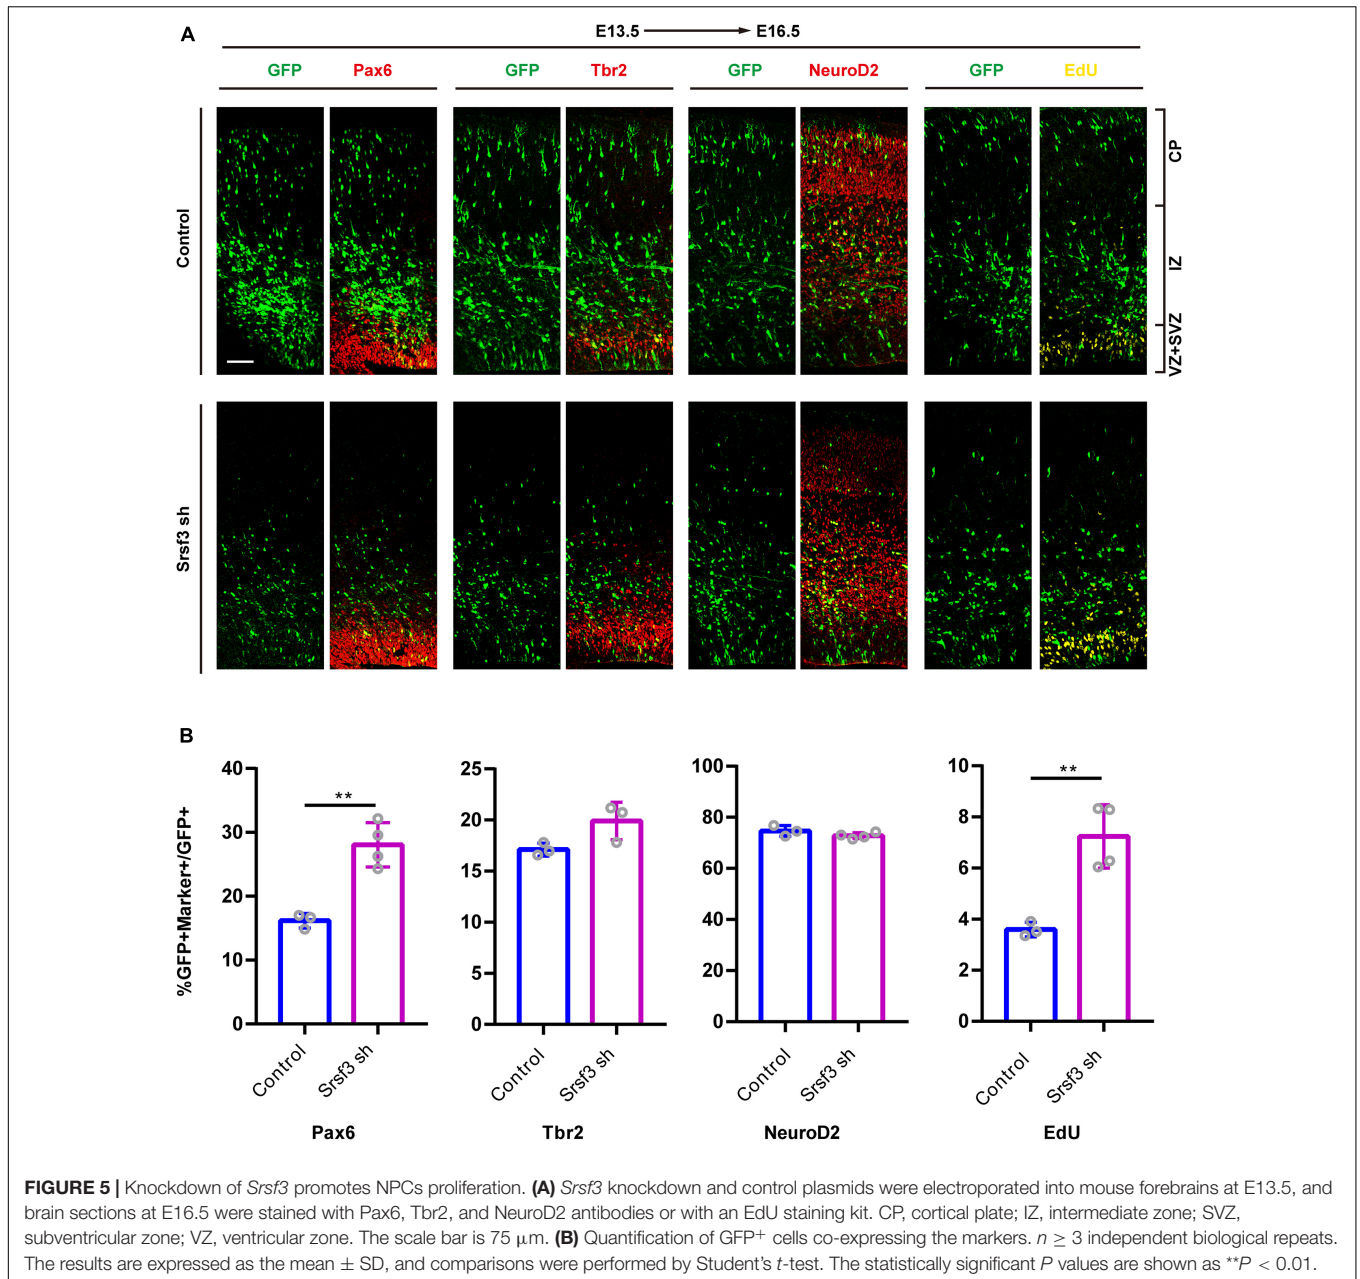 A
E13.5 E16.5
GFP Pax6 GFP Tbr2 GFP NeuroD2 GFP EdU
Control
CP
IZ
VZ+SVZ
Srsf3 sh
B
%GFP+Marker+/GFP+
40
30
20
10
0
**
Control
Srsf3 sh
Pax6
25
20
15
10
5
0
Control
Srsf3 sh
Tbr2
100
80
60
40
20
0
Control
Srsf3 sh
NeuroD2
10
8
6
4
2
0
**
Control
Srsf3 sh
EdU
FIGURE 5 | Knockdown of Srsf3 promotes NPCs proliferation. (A) Srsf3 knockdown and control plasmids were electroporated into mouse forebrains at E13.5, and
brain sections at E16.5 were stained with Pax6, Tbr2, and NeuroD2 antibodies or with an EdU staining kit. CP, cortical plate; IZ, intermediate zone; SVZ,
subventricular zone; VZ, ventricular zone. The scale bar is 75 μm. (B) Quantification of GFP+ cells co-expressing the markers. n ≥ 3 independent biological repeats.
The results are expressed as the mean ± SD, and comparisons were performed by Student's t-test. The statistically significant P values are shown as **P < 0.01.